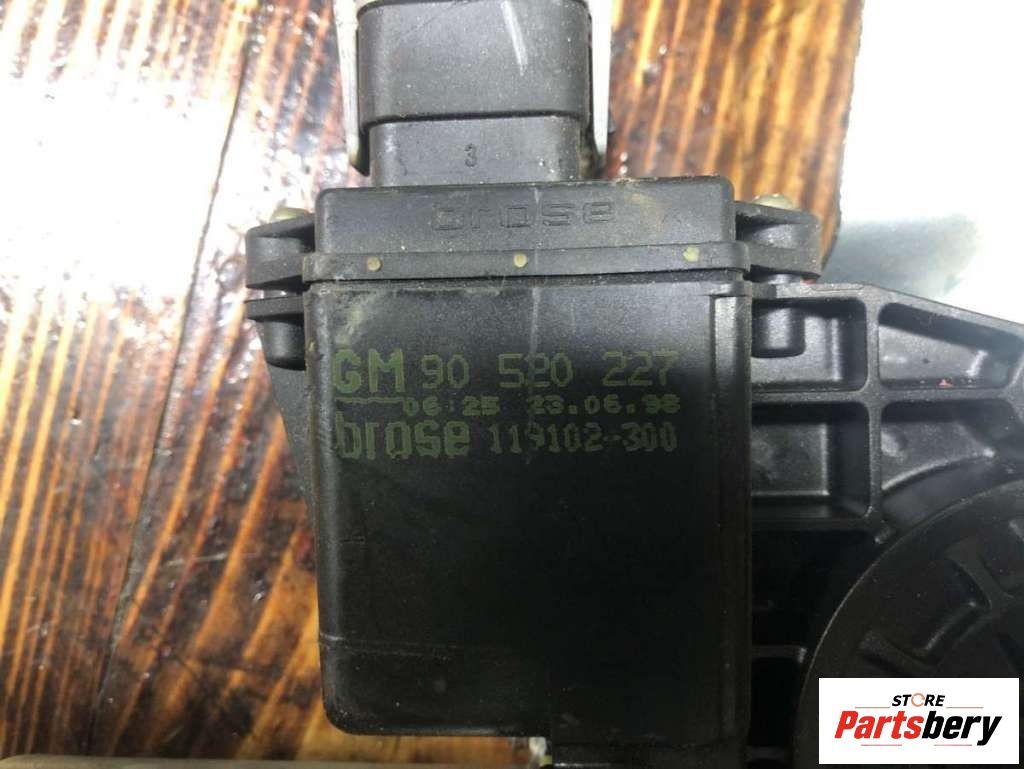 3
brose
GM 90 520 227
06:25 23.06.98
brose 119102-300
STORE
Partsbery